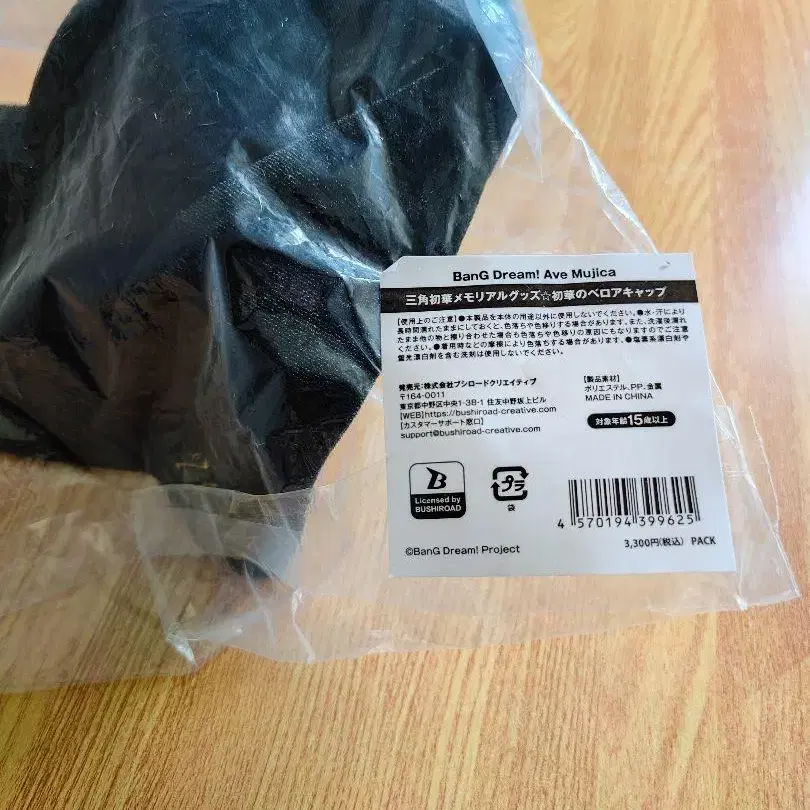 BanG Dream! Ave Mujica
三角初華メモリアルグッズ☆初華のベロアキャップ
【使用上のご注意】●本製品を本体の用途以外に使用しないでください。●水・汗により
長時間濡れたままにしておくと、色落ちや色移りする場合があります。また、洗濯後濡れ
たまま他の物と擦り合わせた場合も色落ちや色移りの原因にもなりますのでご注意
ください。●着用時などの摩擦により色落ちする場合があります。●塩素系漂白剤や
蛍光漂白剤を含む洗剤は使用しないでください。
発売元:株式会社ブシロードクリエイティブ
〒164-0011
東京都中野区中央1-38-1 住友中野坂上ビル
【WEB】https://bushiroad-creative.com
【カスタマーサポート窓口】
support@bushiroad-creative.com
【製品素材】
ポリエステル、PP、金属
MADE IN CHINA
対象年齢15歳以上
B
Licensed by
BUSHIROAD
プラ
袋
4 570194 399625
©BanG Dream! Project
3,300円(税込) PACK